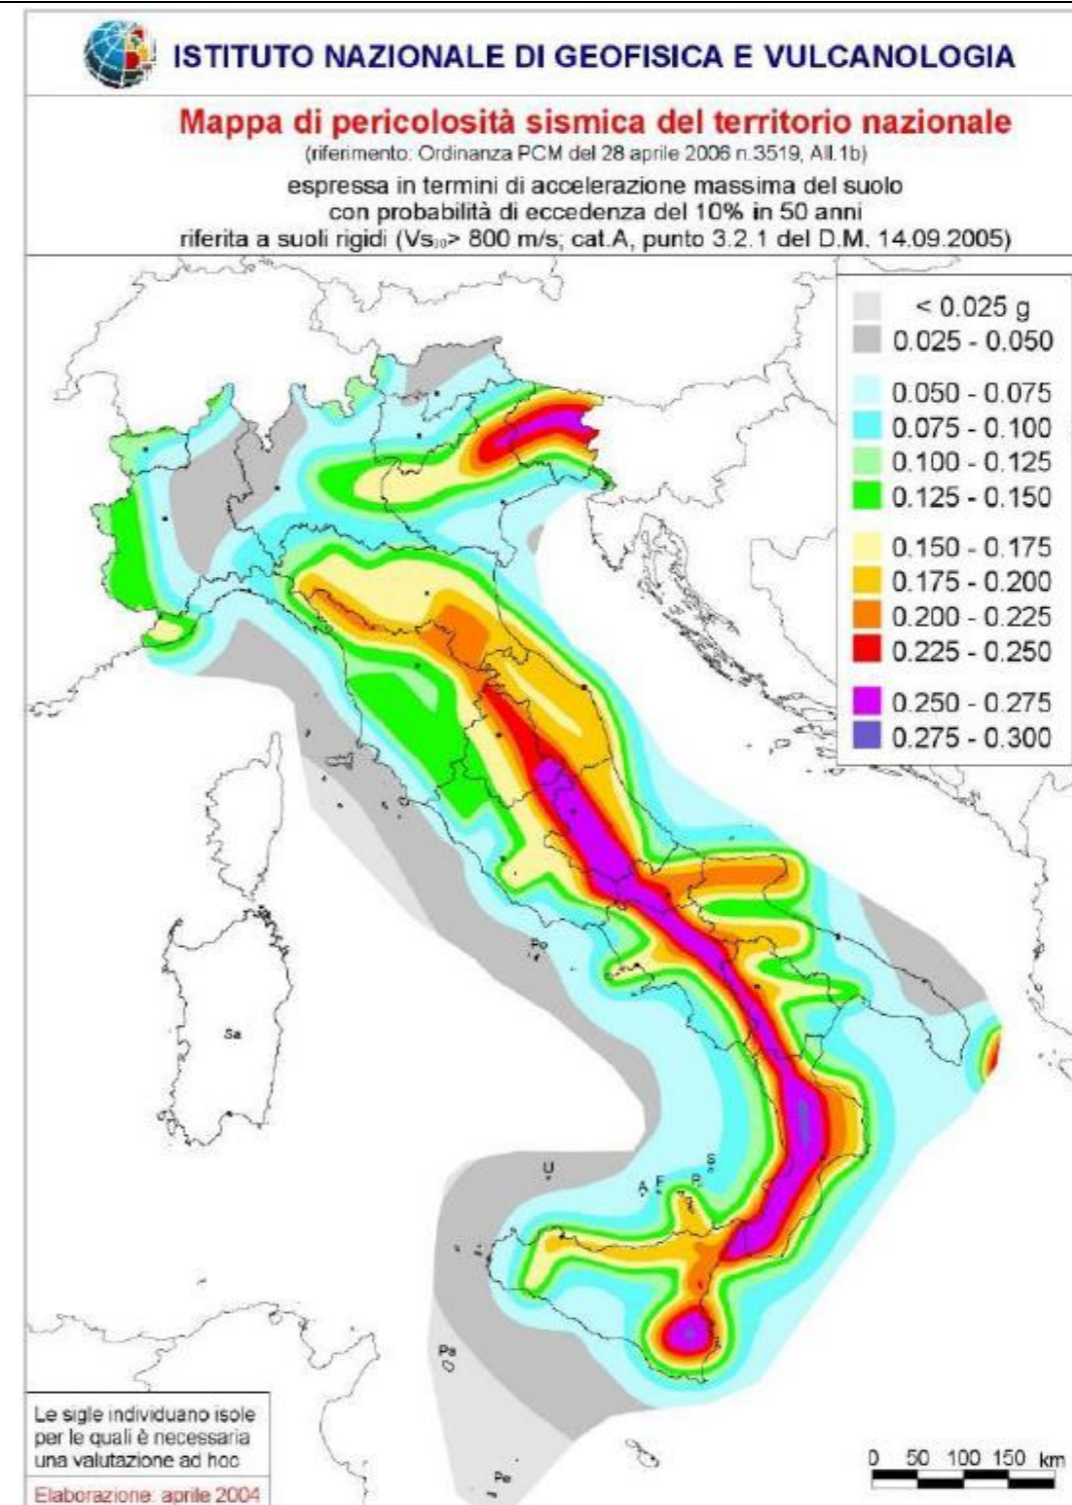 ISTITUTO NAZIONALE DI GEOFISICA E VULCANOLOGIA
Mappa di pericolosità sismica del territorio nazionale
(riferimento: Ordinanza PCM del 28 aprile 2006 n.3519, All.1b)
espressa in termini di accelerazione massima del suolo
con probabilità di eccedenza del 10% in 50 anni
riferita a suoli rigidi (Vs₃₀> 800 m/s; cat.A, punto 3.2.1 del D.M. 14.09.2005)
< 0.025 g
0.025 - 0.050
0.050 - 0.075
0.075 - 0.100
0.100 - 0.125
0.125 - 0.150
0.150 - 0.175
0.175 - 0.200
0.200 - 0.225
0.225 - 0.250
0.250 - 0.275
0.275 - 0.300
Po
Sa
S
U
A F P
Pa
Pe
Le sigle individuano isole
per le quali è necessaria
una valutazione ad hoc
Elaborazione: aprile 2004
0 50 100 150 km